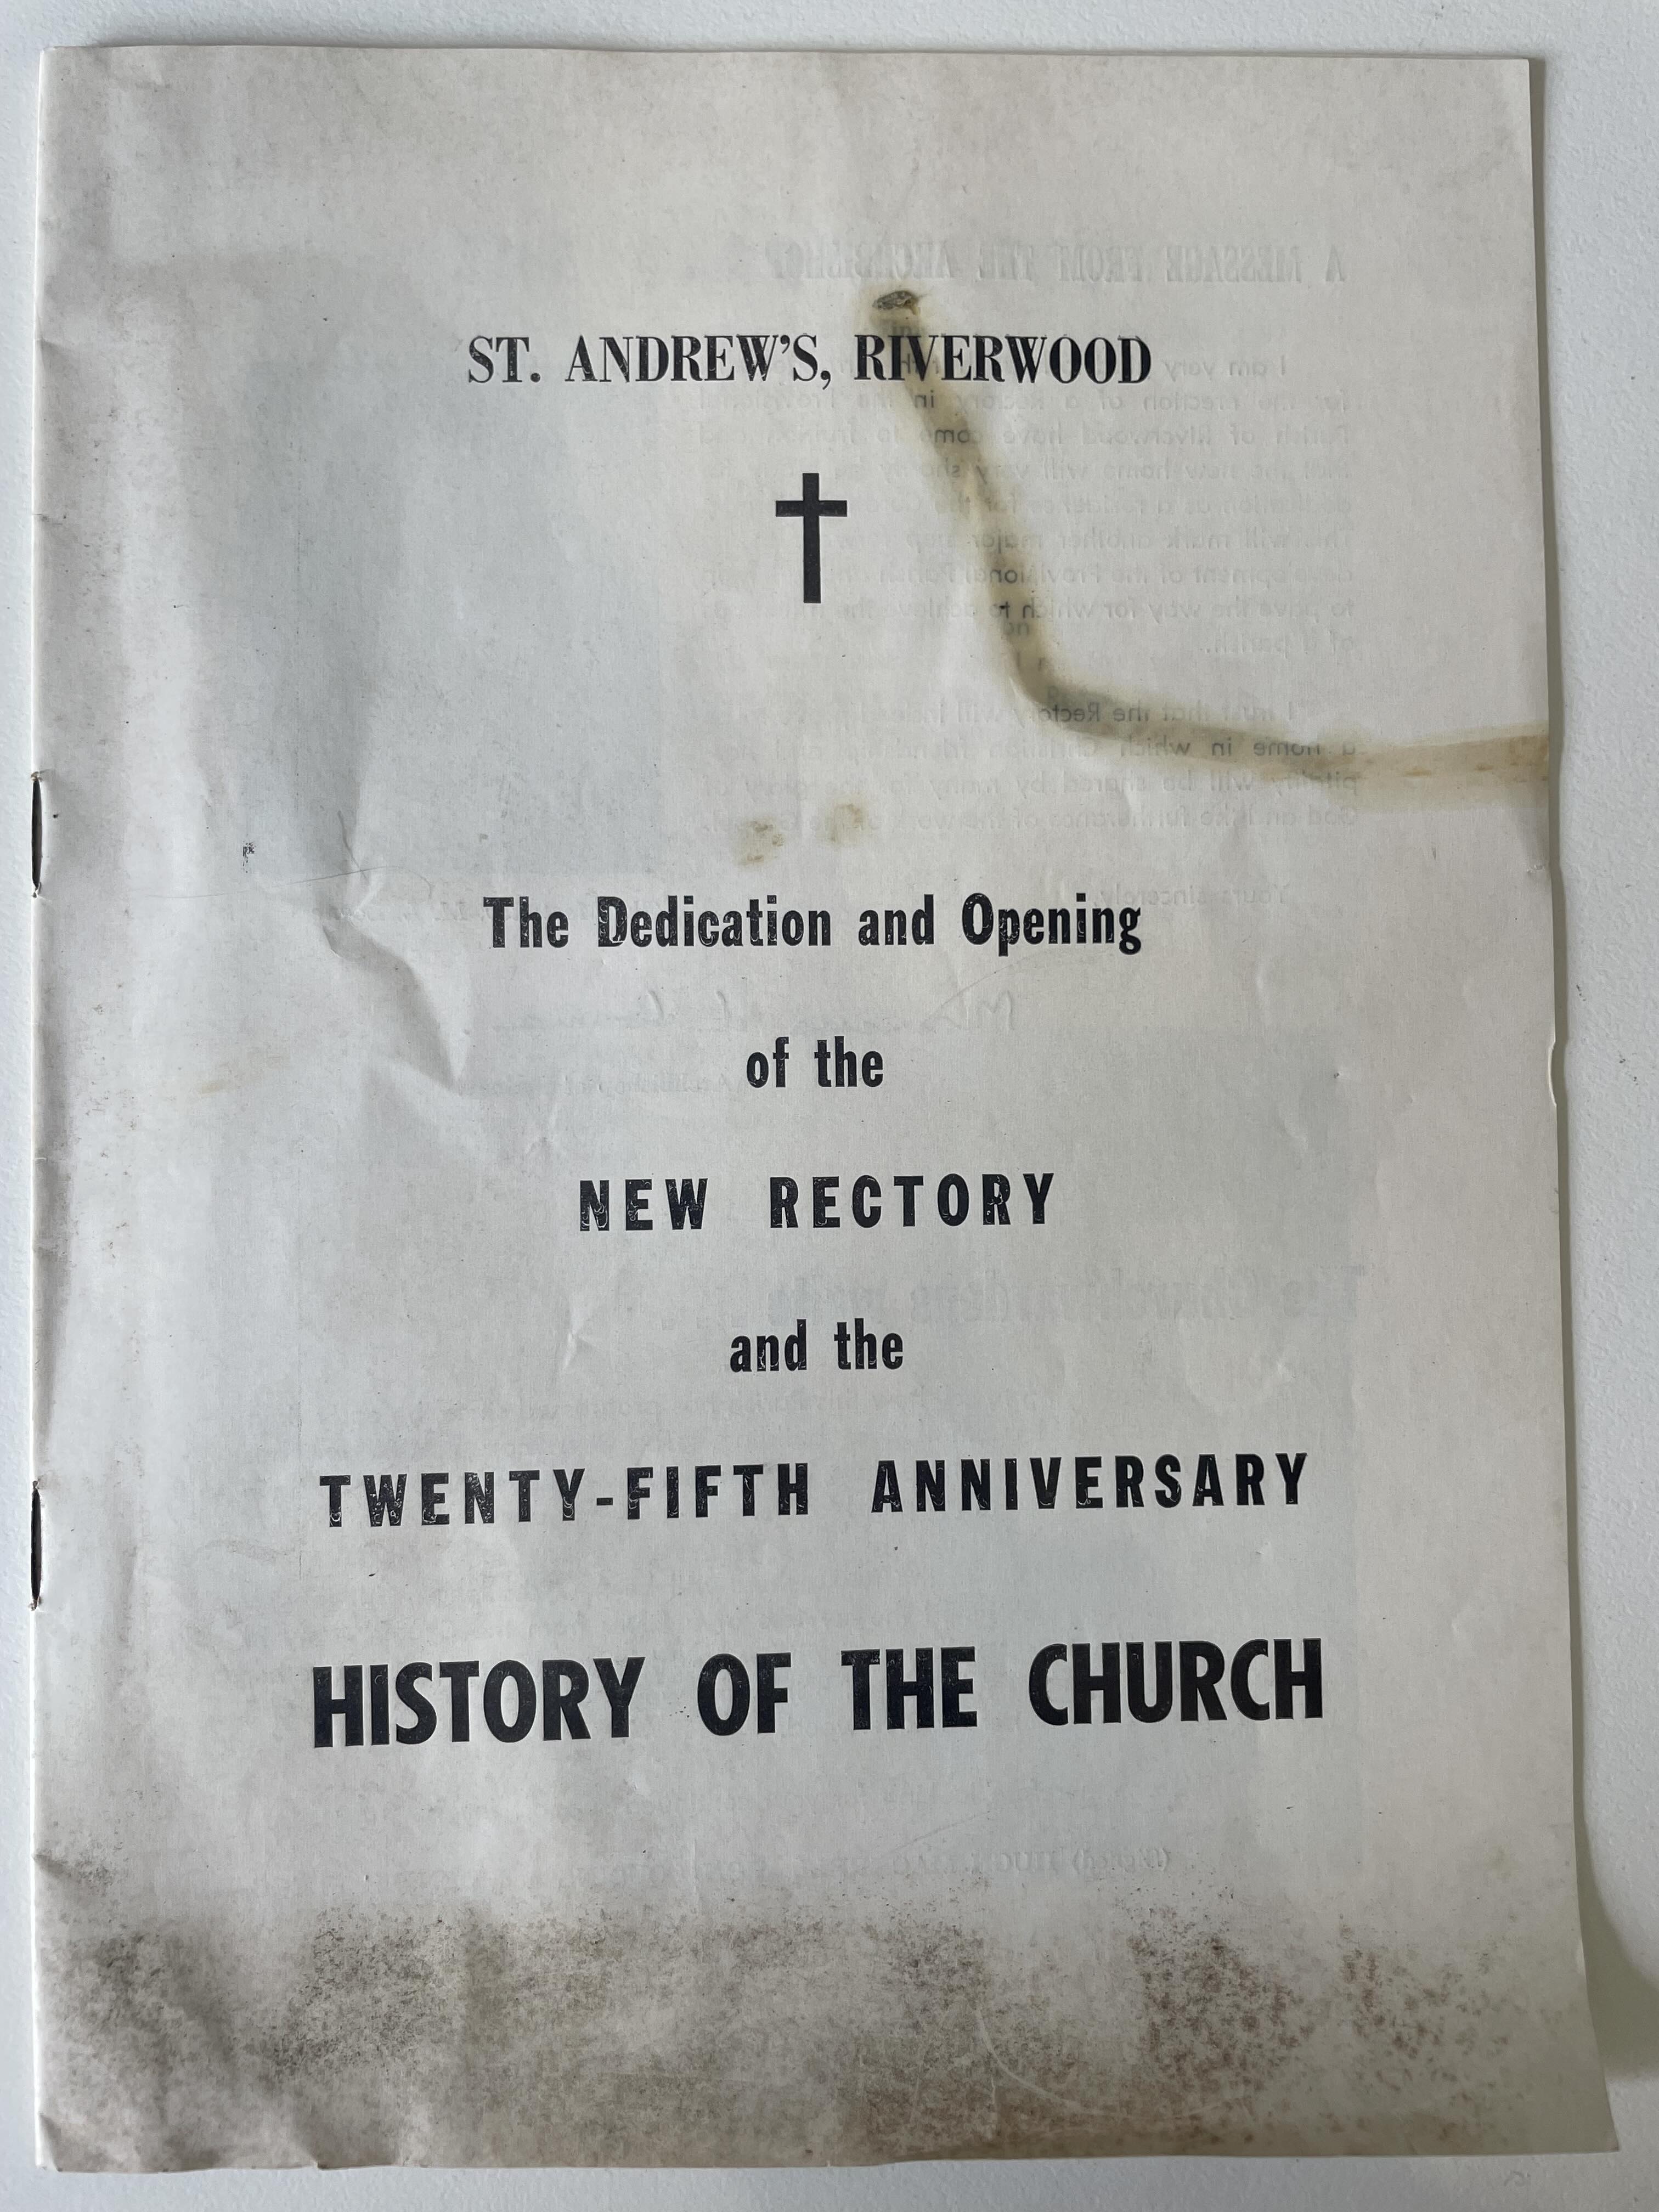 ST. ANDREW'S, RIVERWOOD
The Dedication and Opening
of the
NEW RECTORY
and the
TWENTY-FIFTH ANNIVERSARY
HISTORY OF THE CHURCH